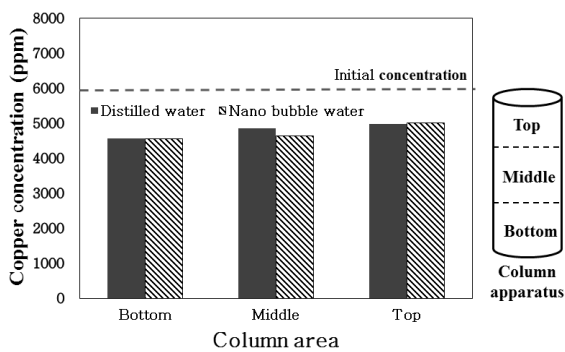 Copper concentration (ppm)
8000
7000
6000
5000
4000
3000
2000
1000
0
Initial concentration
Distilled water Nano bubble water
Bottom Middle Top
Column area
Top
Middle
Bottom
Column
apparatus